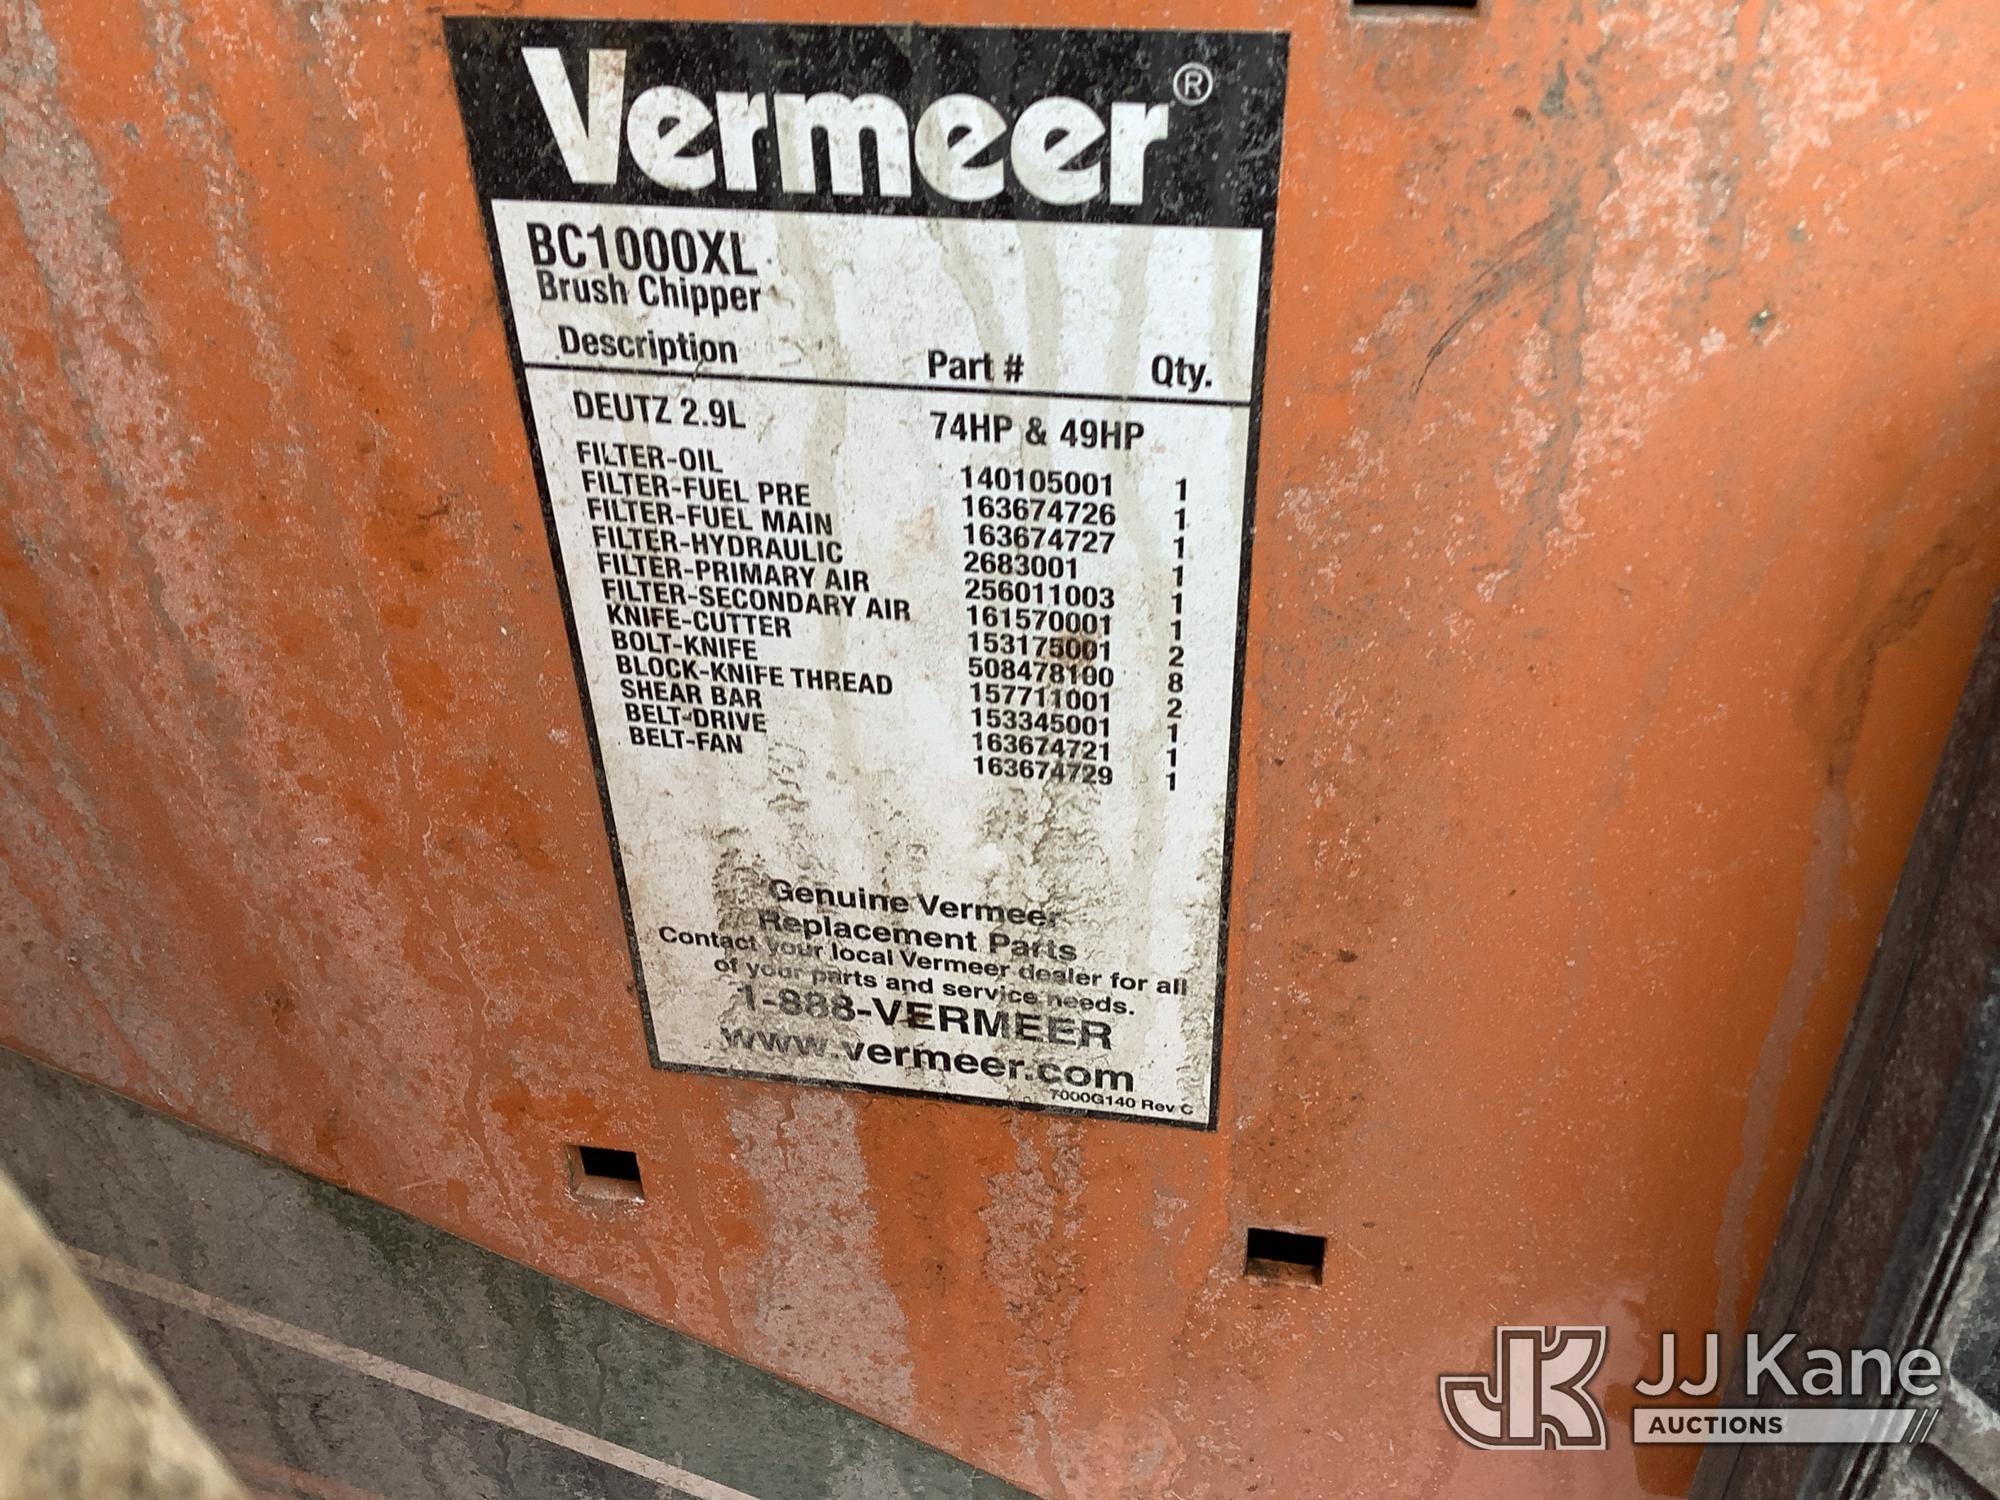 Vermeer®
BC1000XL
Brush Chipper
Description Part # Qty.
DEUTZ 2.9L 74HP & 49HP
FILTER-OIL 140105001 1
FILTER-FUEL PRE 163674726 1
FILTER-FUEL MAIN 163674727 1
FILTER-HYDRAULIC 2683001 1
FILTER-PRIMARY AIR 256011003 1
FILTER-SECONDARY AIR 161570001 1
KNIFE-CUTTER 153175001 2
BOLT-KNIFE 508478100 8
BLOCK-KNIFE THREAD 157711001 2
SHEAR BAR 153345001 1
BELT-DRIVE 163674721 1
BELT-FAN 163674729 1
Genuine Vermeer
Replacement Parts
Contact your local Vermeer dealer for all
of your parts and service needs.
1-888-VERMEER
www.vermeer.com
7000G140 Rev C
JK JJ Kane
AUCTIONS